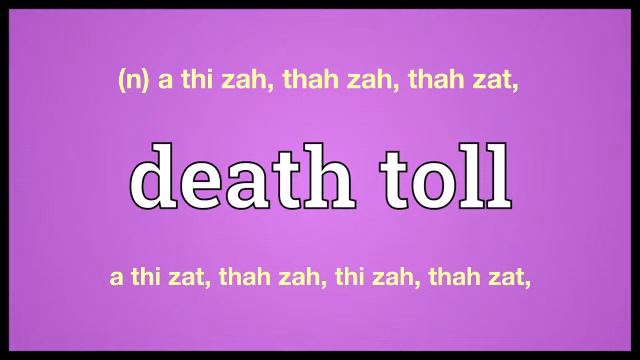 (n) a thi zah, thah zah, thah zat,
death toll
a thi zat, thah zah, thi zah, thah zat,